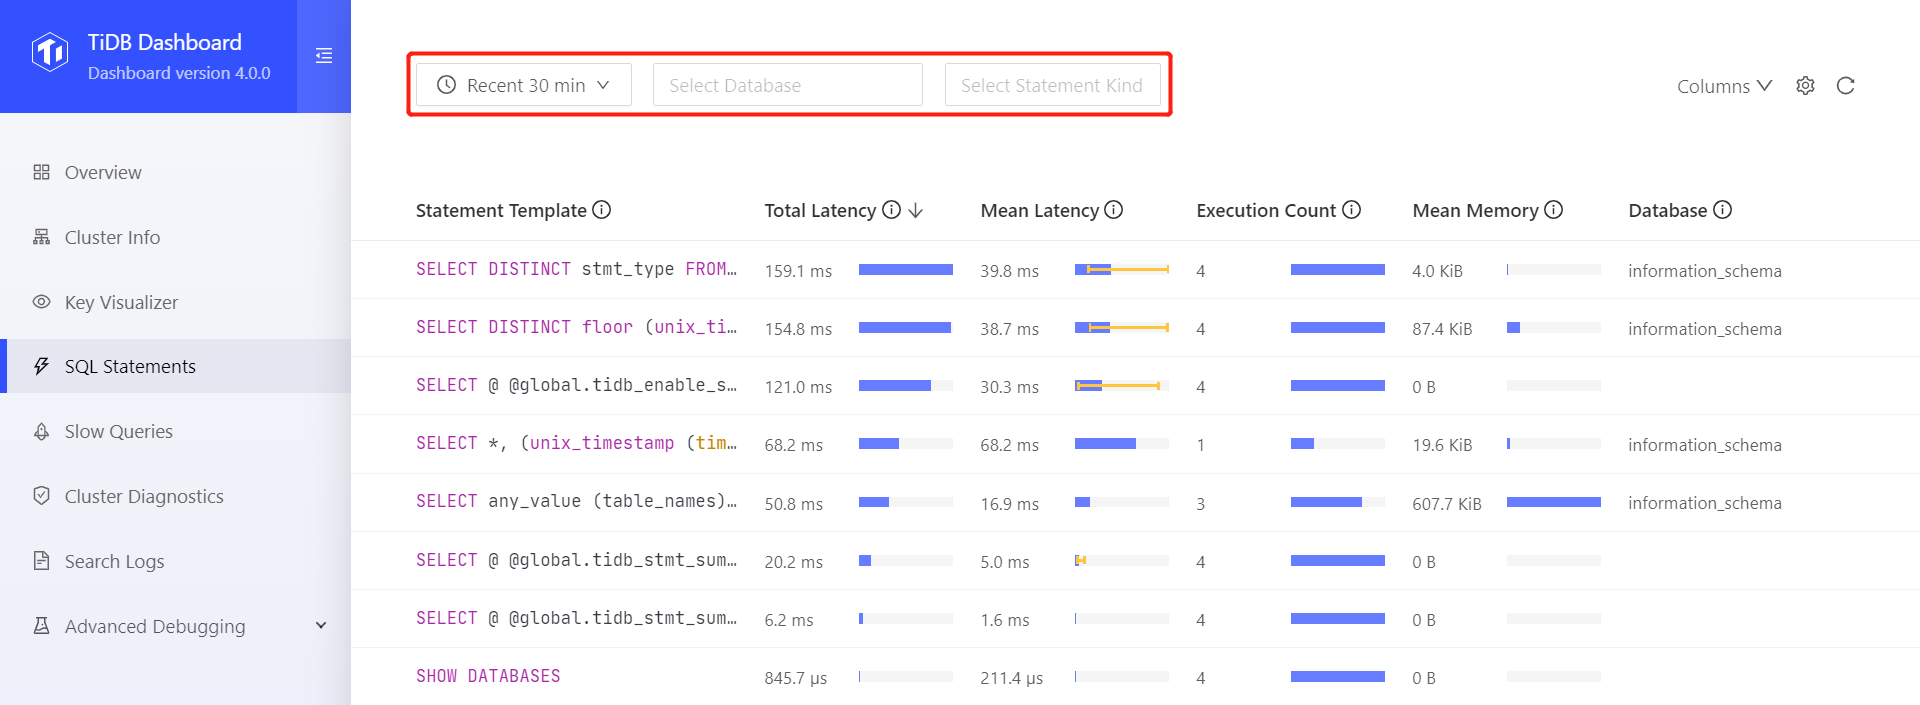 TiDB Dashboard
Dashboard version 4.0.0
Overview
Cluster Info
Key Visualizer
SQL Statements
Slow Queries
Cluster Diagnostics
Search Logs
Advanced Debugging
Recent 30 min Select Database Select Statement Kind Columns
Statement Template Total Latency Mean Latency Execution Count Mean Memory Database
SELECT DISTINCT stmt_type FROM… 159.1 ms 39.8 ms 4 4.0 KiB information_schema
SELECT DISTINCT floor (unix_ti… 154.8 ms 38.7 ms 4 87.4 KiB information_schema
SELECT @ @global.tidb_enable_s… 121.0 ms 30.3 ms 4 0 B
SELECT *, (unix_timestamp (tim… 68.2 ms 68.2 ms 1 19.6 KiB information_schema
SELECT any_value (table_names)… 50.8 ms 16.9 ms 3 607.7 KiB information_schema
SELECT @ @global.tidb_stmt_sum… 20.2 ms 5.0 ms 4 0 B
SELECT @ @global.tidb_stmt_sum… 6.2 ms 1.6 ms 4 0 B
SHOW DATABASES 845.7 µs 211.4 µs 4 0 B